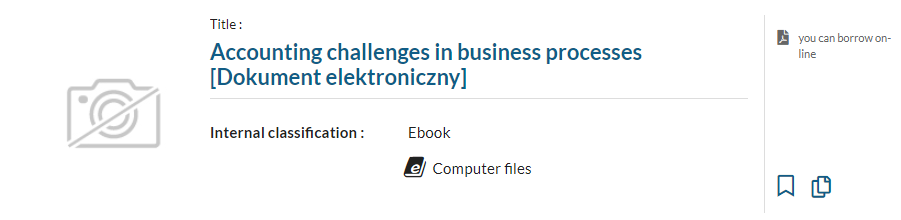 Title :
Accounting challenges in business processes
[Dokument elektroniczny]
you can borrow on-
line
Internal classification : Ebook
Computer files